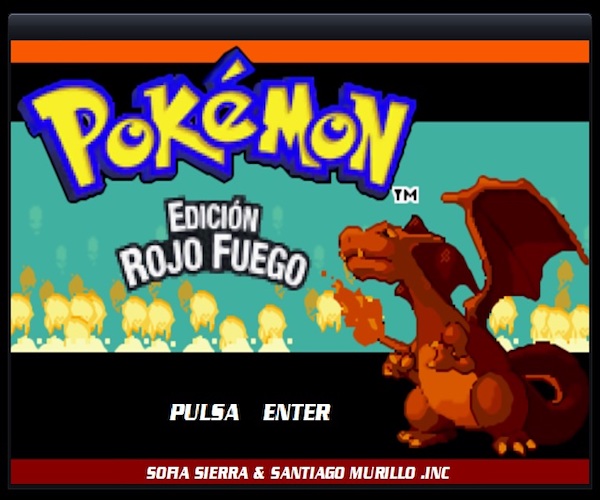 POKéMON
TM
EDICIÓN
ROJO FUEGO
PULSA ENTER
SOFIA SIERRA & SANTIAGO MURILLO .INC